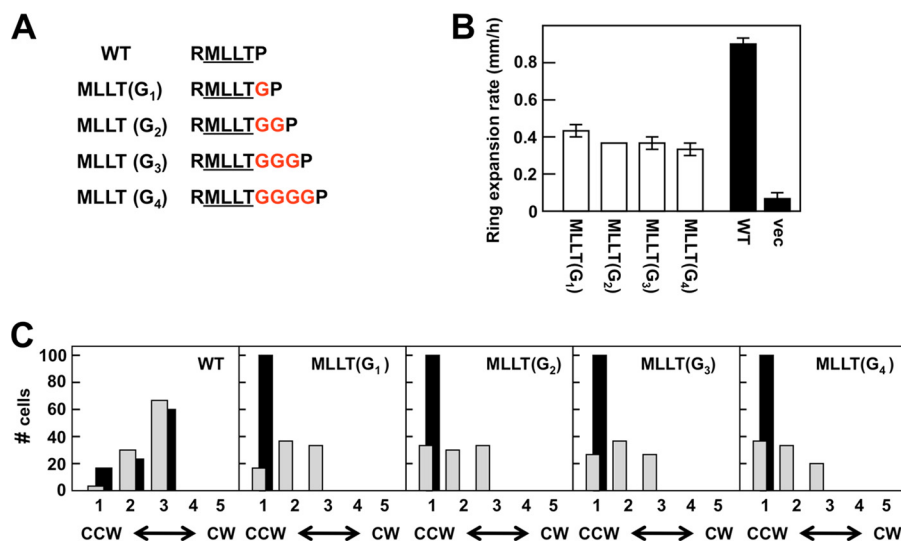 A
WT RMLLTP
MLLT(G1) RMLLTGP
MLLT (G2) RMLLTGGP
MLLT (G3) RMLLTGGGP
MLLT (G4) RMLLTGGGGP
B
Ring expansion rate (mm/h)
0.8
0.6
0.4
0.2
0
MLLT(G1) MLLT(G2) MLLT(G3) MLLT(G4) WT vec
C
# cells
100
80
60
40
20
0
WT MLLT(G1) MLLT(G2) MLLT(G3) MLLT(G4)
1 2 3 4 5 1 2 3 4 5 1 2 3 4 5 1 2 3 4 5 1 2 3 4 5
CCW CW CCW CW CCW CW CCW CW CCW CW